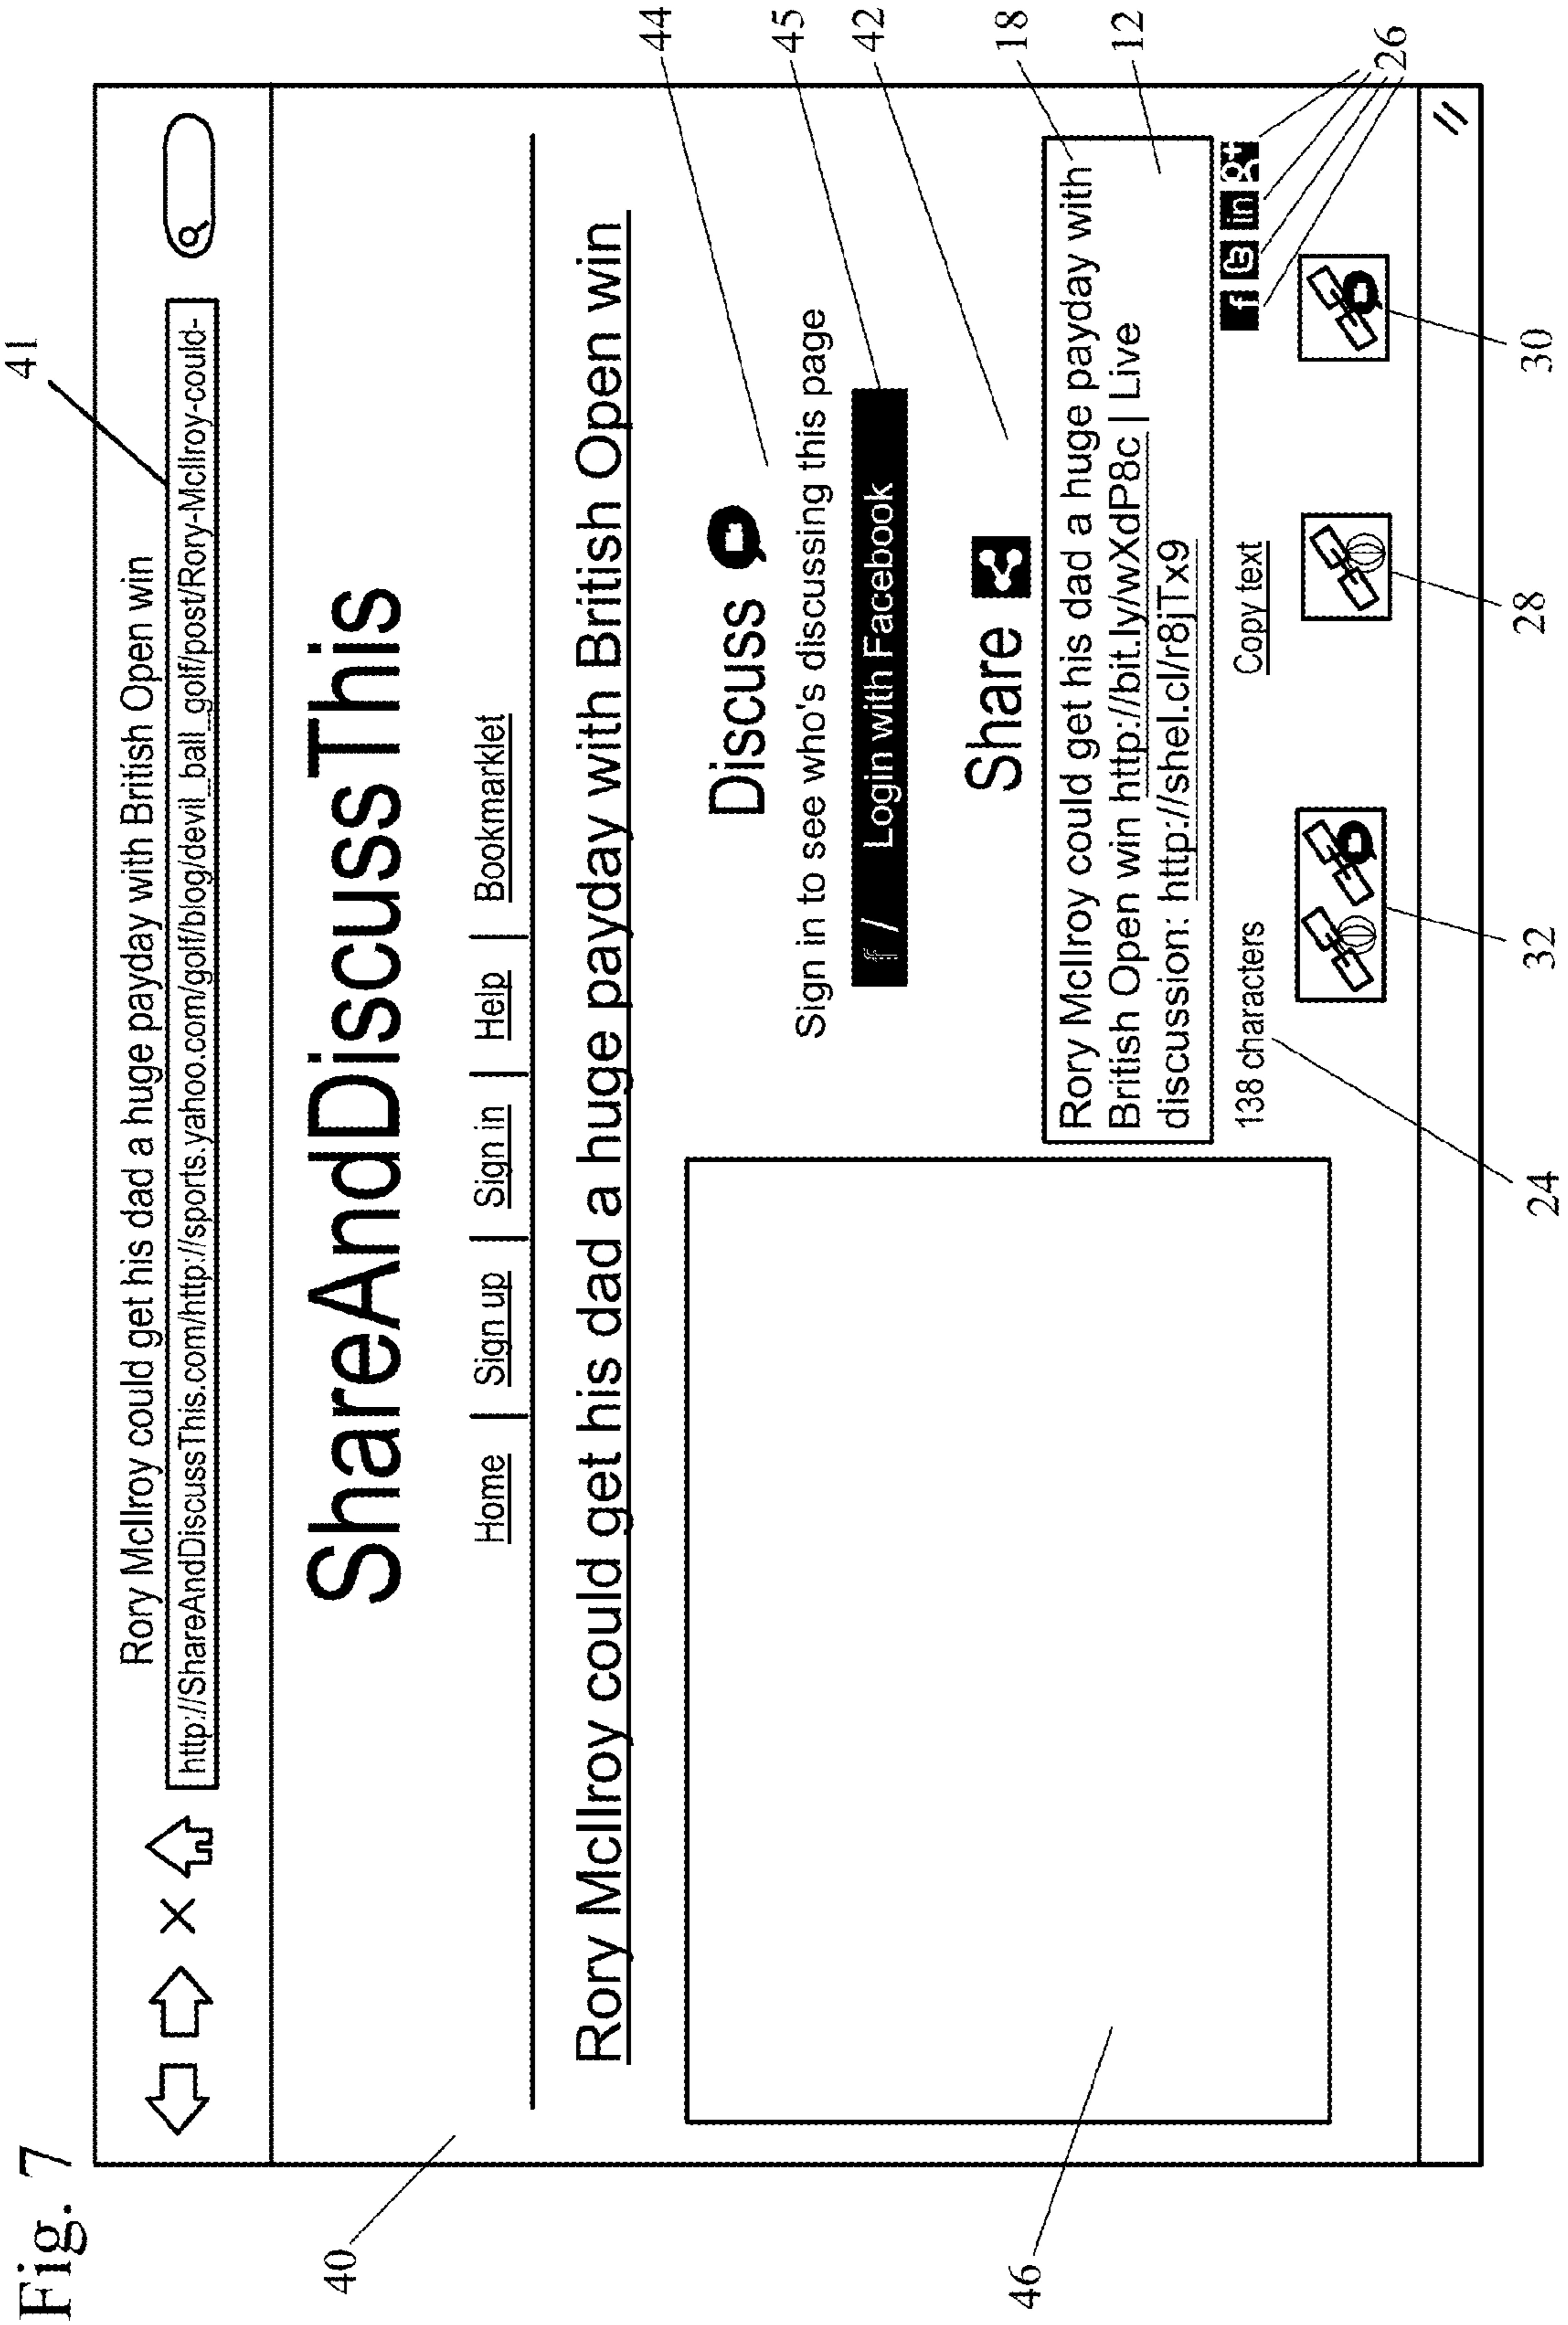 Fig. 7
41
Rory McIlroy could get his dad a huge payday with British Open win
http://ShareAndDiscussThis.com/http://sports.yahoo.com/golf/blog/devil_ball_golf/post/Rory-McIlroy-could-
40
ShareAndDiscussThis
Home | Sign up | Sign in | Help | Bookmarklet
Rory McIlroy could get his dad a huge payday with British Open win
44
Discuss
Sign in to see who's discussing this page
45
f / Login with Facebook
42
Share
18
Rory McIlroy could get his dad a huge payday with
British Open win http://bit.ly/wXdP8c | Live
discussion: http://shel.cl/r8jTx9
12
138 characters
Copy text
f t in g+
26
46
24
32
28
30